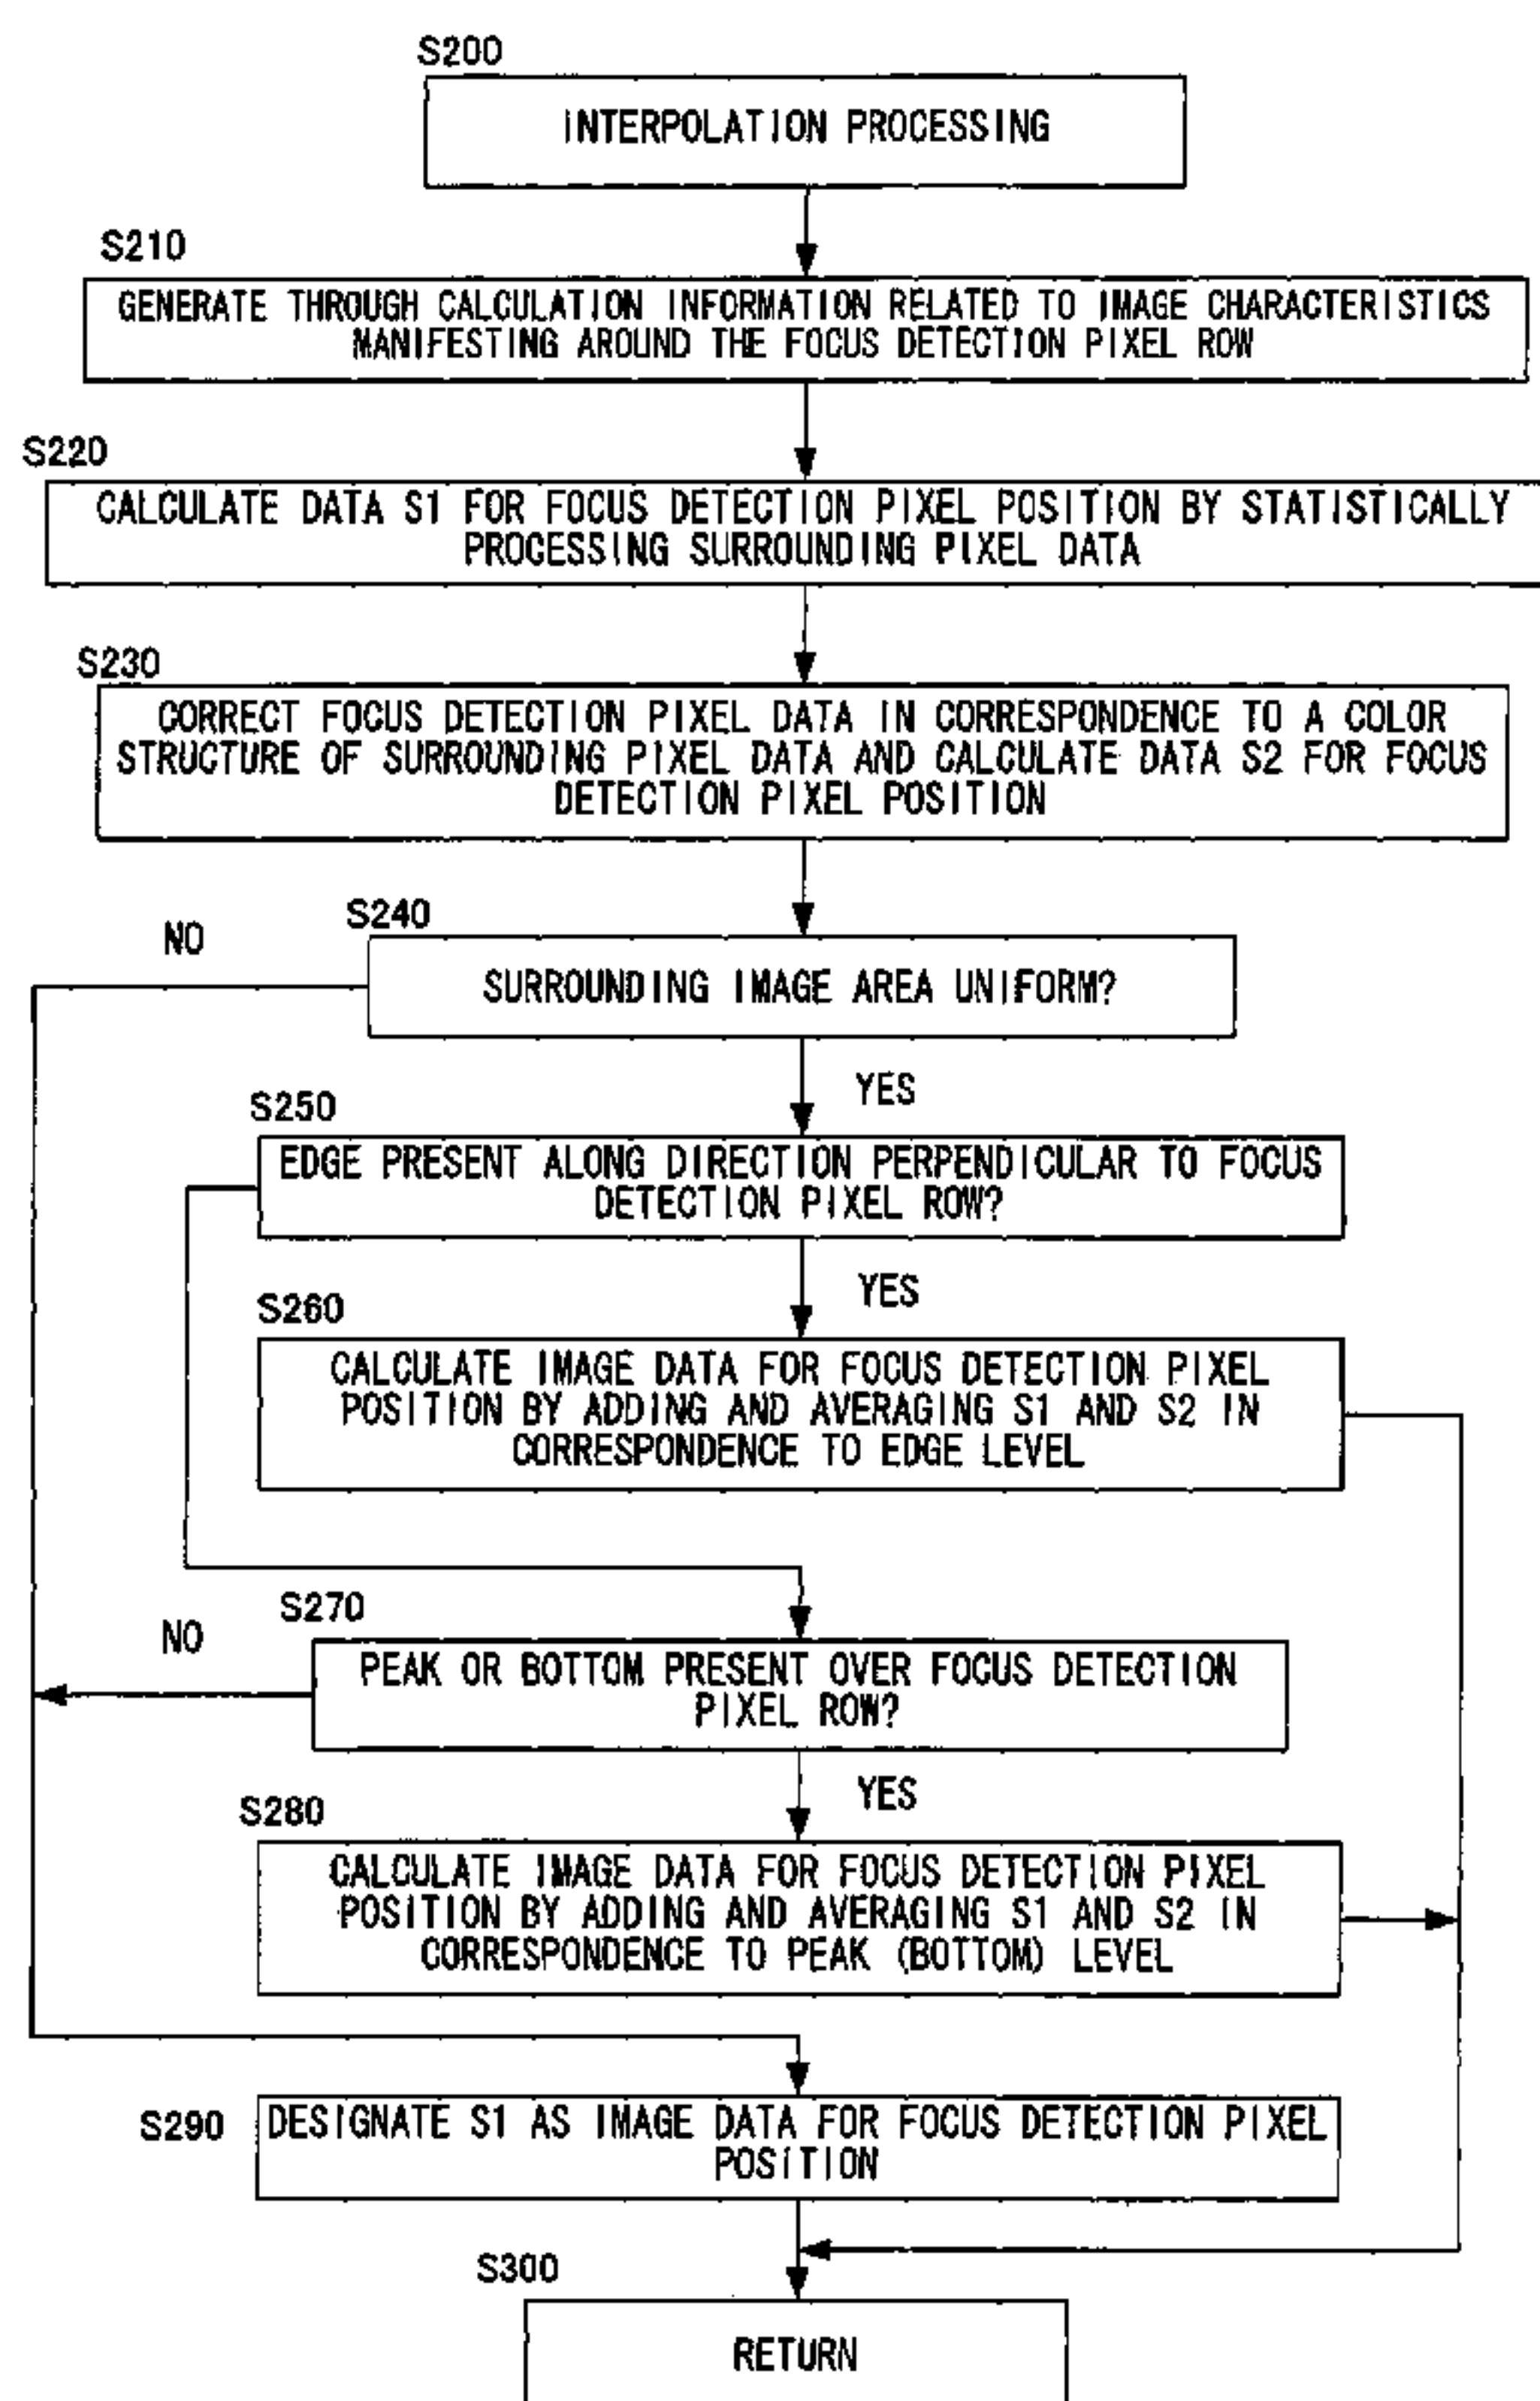 S200
INTERPOLATION PROCESSING
S210
GENERATE THROUGH CALCULATION INFORMATION RELATED TO IMAGE CHARACTERISTICS
MANIFESTING AROUND THE FOCUS DETECTION PIXEL ROW
S220
CALCULATE DATA S1 FOR FOCUS DETECTION PIXEL POSITION BY STATISTICALLY
PROCESSING SURROUNDING PIXEL DATA
S230
CORRECT FOCUS DETECTION PIXEL DATA IN CORRESPONDENCE TO A COLOR
STRUCTURE OF SURROUNDING PIXEL DATA AND CALCULATE DATA S2 FOR FOCUS
DETECTION PIXEL POSITION
S240
NO
SURROUNDING IMAGE AREA UNIFORM?
YES
S250
EDGE PRESENT ALONG DIRECTION PERPENDICULAR TO FOCUS
DETECTION PIXEL ROW?
YES
S260
CALCULATE IMAGE DATA FOR FOCUS DETECTION PIXEL
POSITION BY ADDING AND AVERAGING S1 AND S2 IN
CORRESPONDENCE TO EDGE LEVEL
S270
NO
PEAK OR BOTTOM PRESENT OVER FOCUS DETECTION
PIXEL ROW?
YES
S280
CALCULATE IMAGE DATA FOR FOCUS DETECTION PIXEL
POSITION BY ADDING AND AVERAGING S1 AND S2 IN
CORRESPONDENCE TO PEAK (BOTTOM) LEVEL
S290
DESIGNATE S1 AS IMAGE DATA FOR FOCUS DETECTION PIXEL
POSITION
S300
RETURN